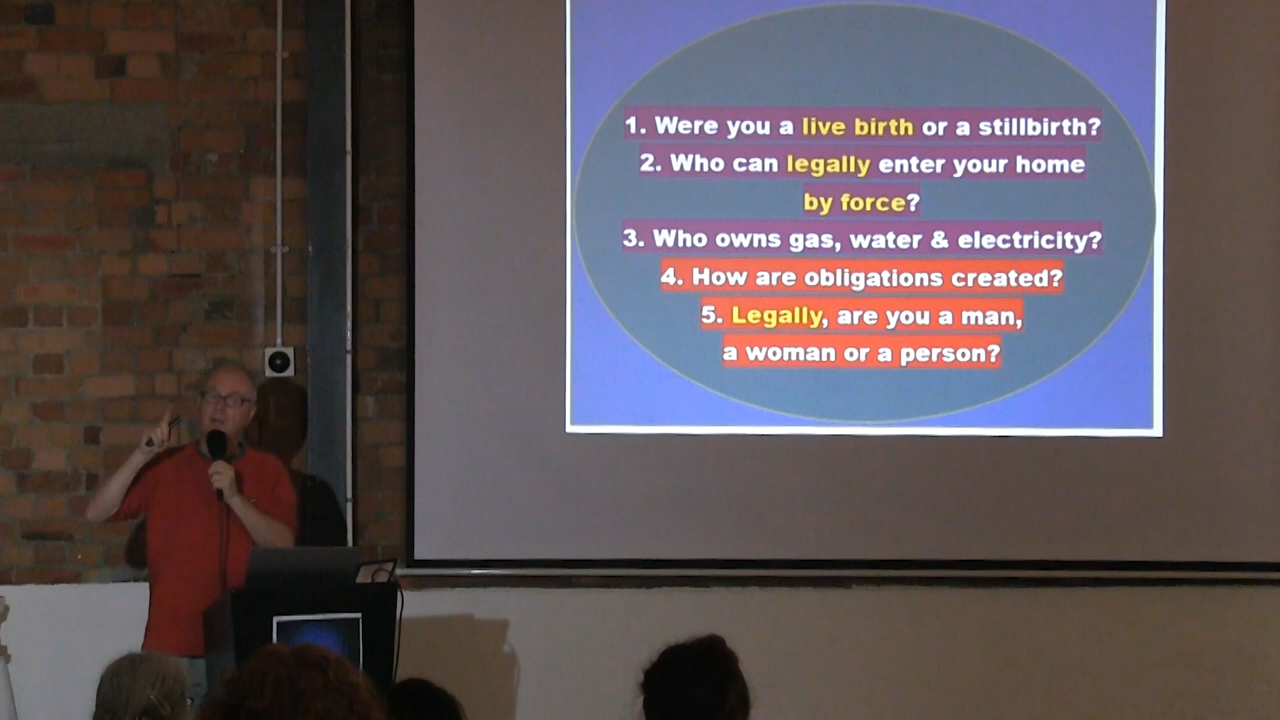 1. Were you a live birth or a stillbirth?
2. Who can legally enter your home
by force?
3. Who owns gas, water & electricity?
4. How are obligations created?
5. Legally, are you a man,
a woman or a person?